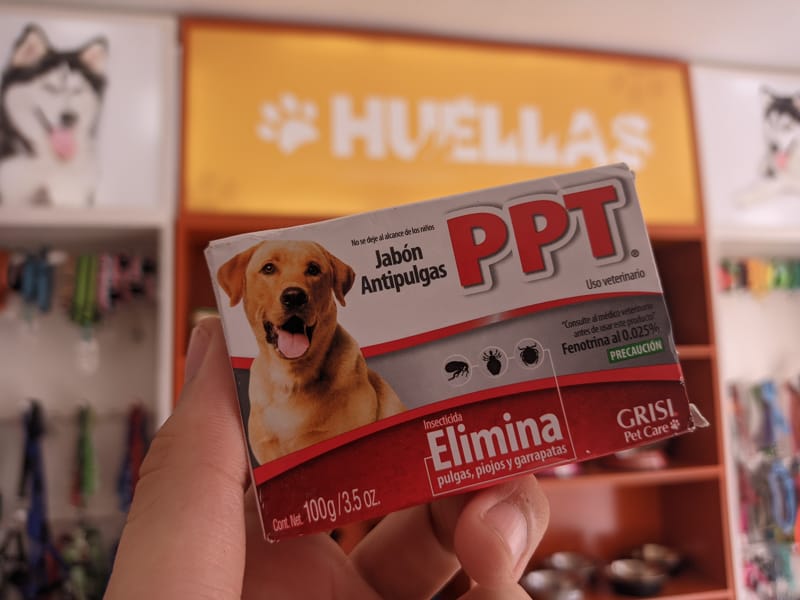 HUELLAS
No se deje al alcance de los niños
Jabón
Antipulgas
PPT®
Uso veterinario
"Consulte al médico veterinario
antes de usar este producto"
Fenotrina al 0.025%
PRECAUCIÓN
Insecticida
Elimina
pulgas, piojos y garrapatas
GRISI
Pet Care
Cont. Net. 100g/3.5 oz.